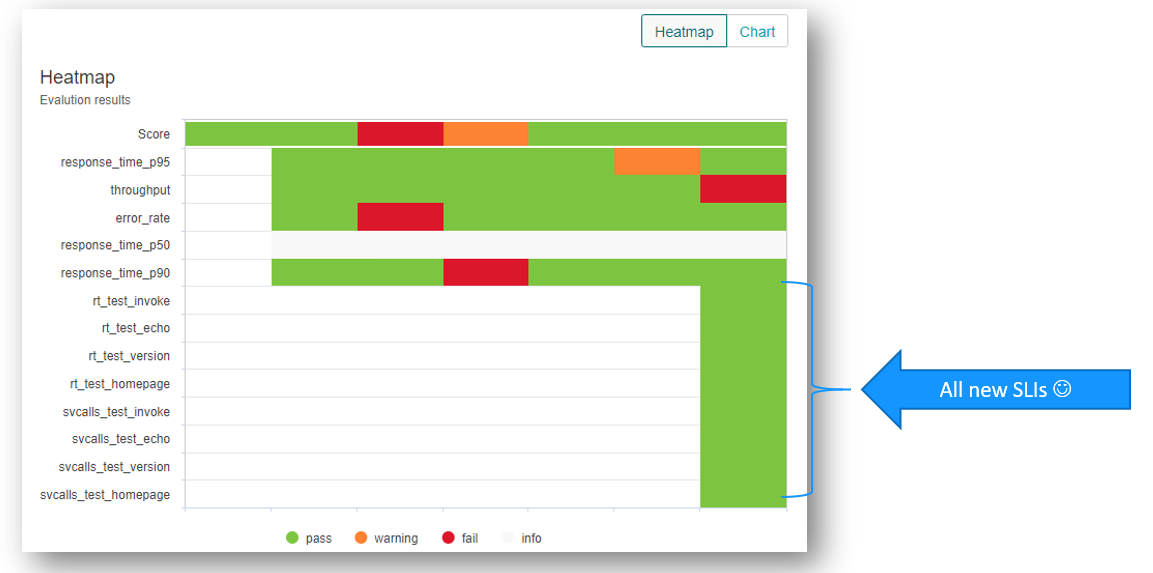 Heatmap Chart
Heatmap
Evalution results
Score
response_time_p95
throughput
error_rate
response_time_p50
response_time_p90
rt_test_invoke
rt_test_echo
rt_test_version
rt_test_homepage
svcalls_test_invoke
svcalls_test_echo
svcalls_test_version
svcalls_test_homepage
pass warning fail info
All new SLIs ☺